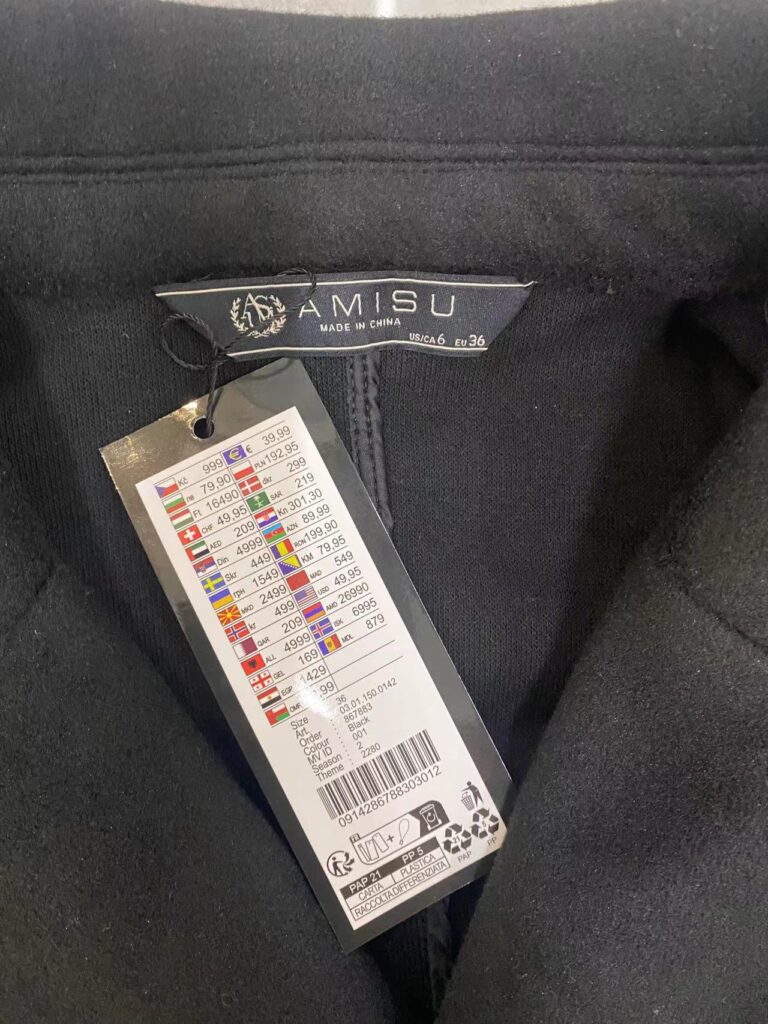 AS AMISU
MADE IN CHINA
US/CA 6 EU 36
Kč 999 € 39,99
лв 79,90 PLN 192,95
Ft 16490 dkr 299
CHF 49,95 SAR 219
AED 209 Kn 301,30
Din 4999 AZN 89,99
Skr 449 RON 199,90
грн 1549 KM 79,95
MKD 2499 MAD 549
kr 499 USD 49,95
QAR 209 AMD 26990
ALL 4999 ISK 6995
GEL 169 MDL 879
EGP 1429
OMR
Size : 36
Art. : 03.01.150.0142
Order : 867883
Colour : Black
MV ID : 001
Season : 2
Theme : 2280
0914286788303012
FR +
PAP 21 PP 5
CARTA PLASTICA
RACCOLTA DIFFERENZIATA
21 5
PAP PP